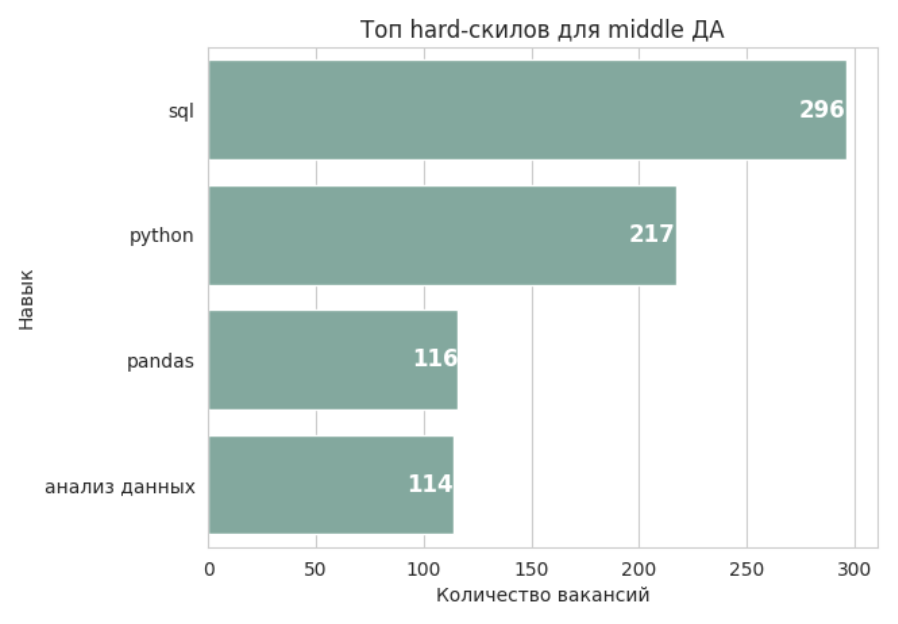 Топ hard-скилов для middle ДА
Навык
sql
296
python
217
pandas
116
анализ данных
114
0 50 100 150 200 250 300
Количество вакансий